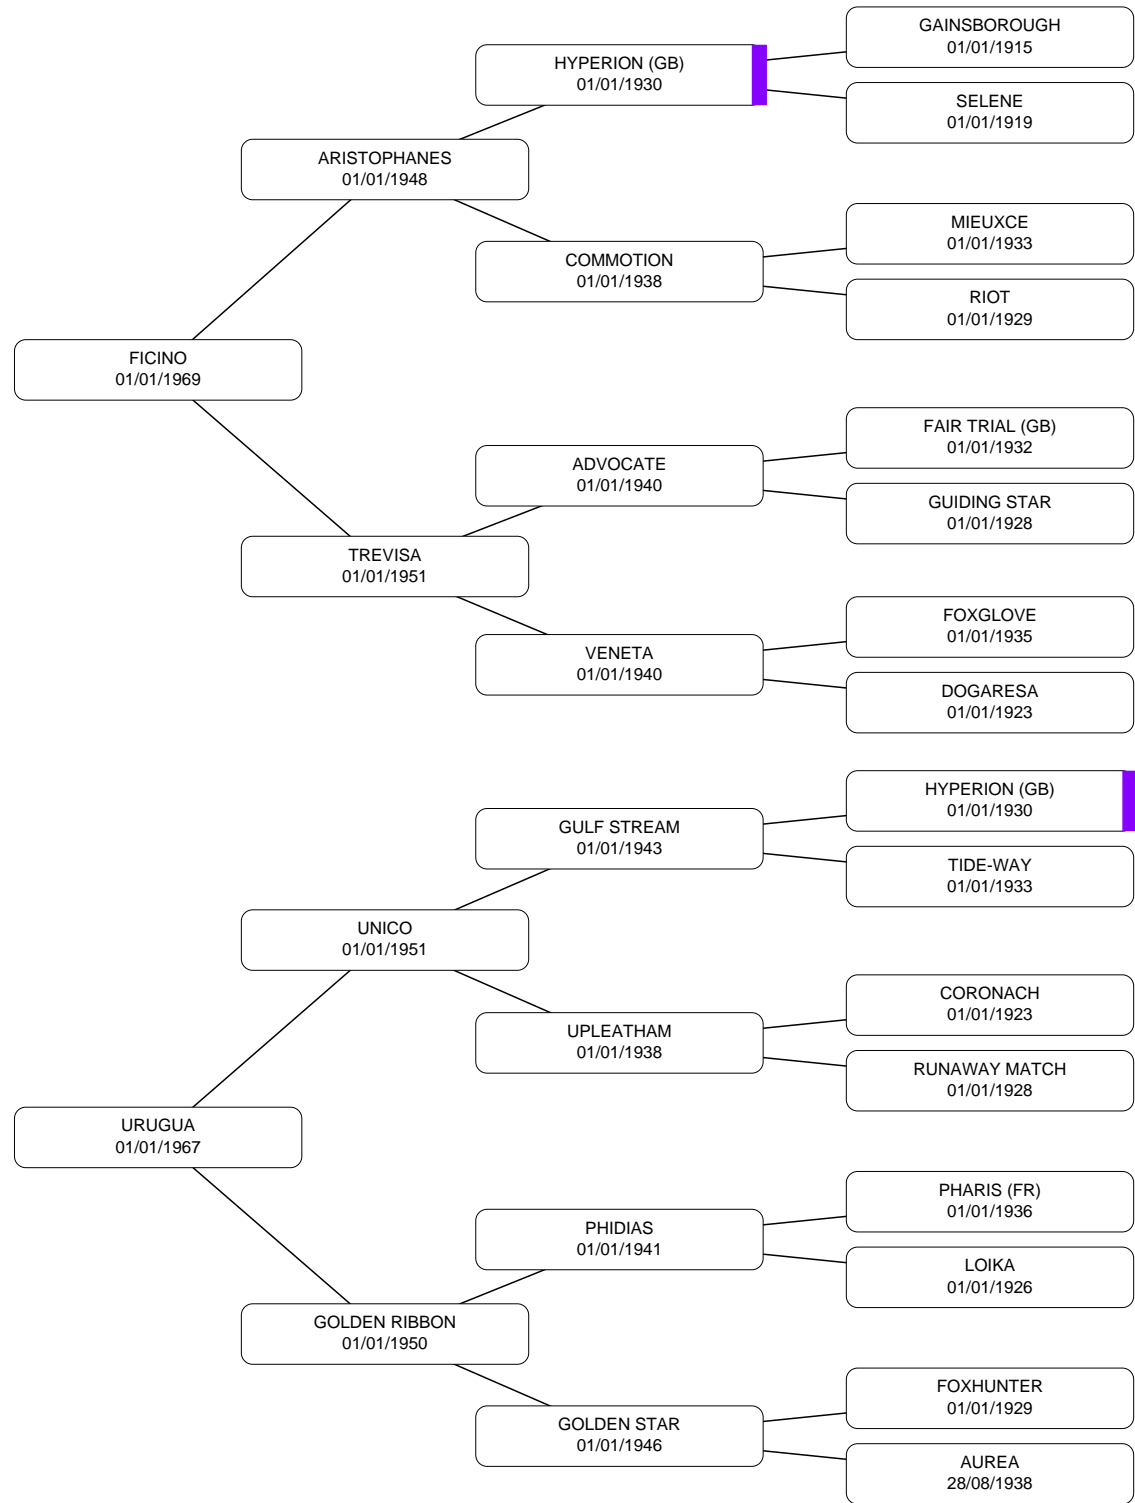 GAINSBOROUGH
01/01/1915
HYPERION (GB)
01/01/1930
SELENE
01/01/1919
ARISTOPHANES
01/01/1948
MIEUXCE
01/01/1933
COMMOTION
01/01/1938
RIOT
01/01/1929
FICINO
01/01/1969
FAIR TRIAL (GB)
01/01/1932
ADVOCATE
01/01/1940
GUIDING STAR
01/01/1928
TREVISA
01/01/1951
FOXGLOVE
01/01/1935
VENETA
01/01/1940
DOGARESA
01/01/1923
HYPERION (GB)
01/01/1930
GULF STREAM
01/01/1943
TIDE-WAY
01/01/1933
UNICO
01/01/1951
CORONACH
01/01/1923
UPLEATHAM
01/01/1938
RUNAWAY MATCH
01/01/1928
URUGUA
01/01/1967
PHARIS (FR)
01/01/1936
PHIDIAS
01/01/1941
LOIKA
01/01/1926
GOLDEN RIBBON
01/01/1950
FOXHUNTER
01/01/1929
GOLDEN STAR
01/01/1946
AUREA
28/08/1938